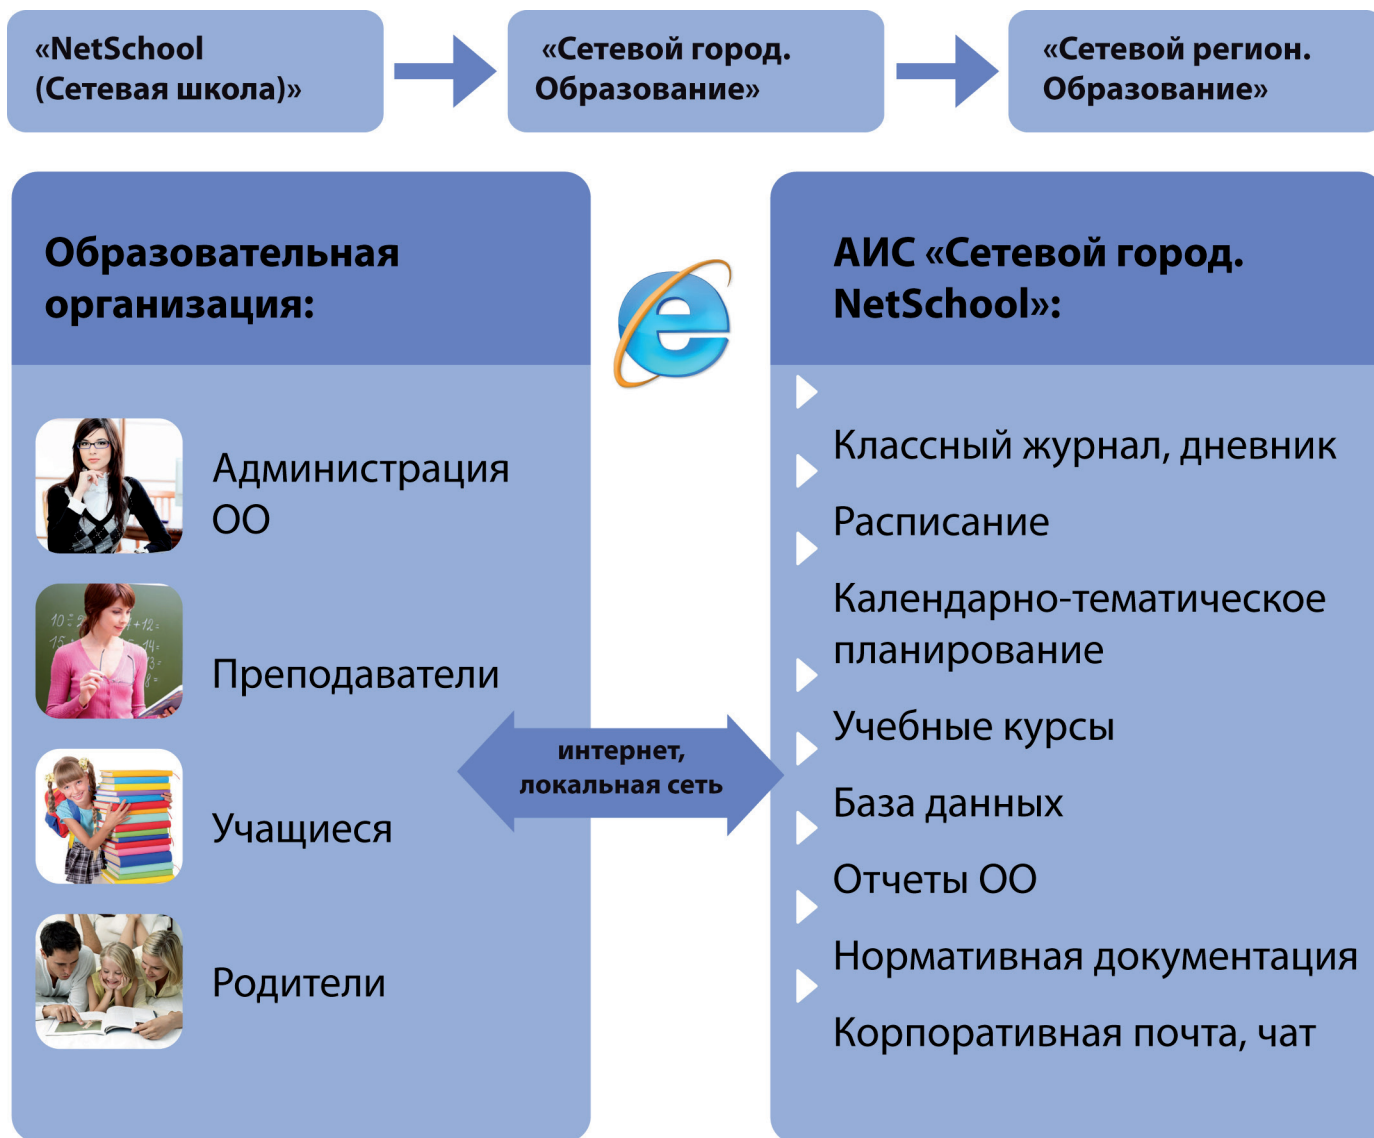 «NetSchool
(Сетевая школа)»
«Сетевой город.
Образование»
«Сетевой регион.
Образование»
Образовательная
организация:
Администрация
ОО
Преподаватели
Учащиеся
Родители
интернет,
локальная сеть
АИС «Сетевой город.
NetSchool»:
Классный журнал, дневник
Расписание
Календарно-тематическое
планирование
Учебные курсы
База данных
Отчеты ОО
Нормативная документация
Корпоративная почта, чат